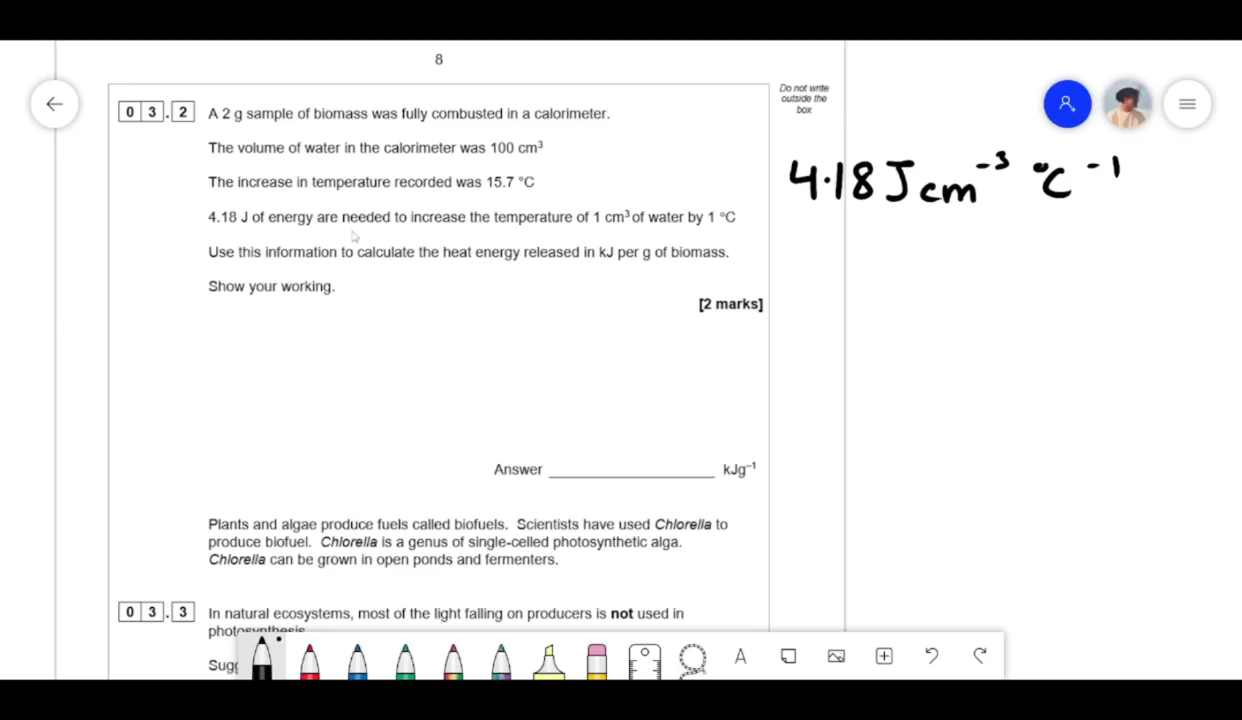 8
Do not write
outside the
box
0 3 . 2 A 2 g sample of biomass was fully combusted in a calorimeter.
The volume of water in the calorimeter was 100 cm³
The increase in temperature recorded was 15.7 °C
4.18 J cm⁻³ °C⁻¹
4.18 J of energy are needed to increase the temperature of 1 cm³ of water by 1 °C
Use this information to calculate the heat energy released in kJ per g of biomass.
Show your working.
[2 marks]
Answer ____________________ kJg⁻¹
Plants and algae produce fuels called biofuels. Scientists have used Chlorella to
produce biofuel. Chlorella is a genus of single-celled photosynthetic alga.
Chlorella can be grown in open ponds and fermenters.
0 3 . 3 In natural ecosystems, most of the light falling on producers is not used in
photosynthesis.
Sugg
A